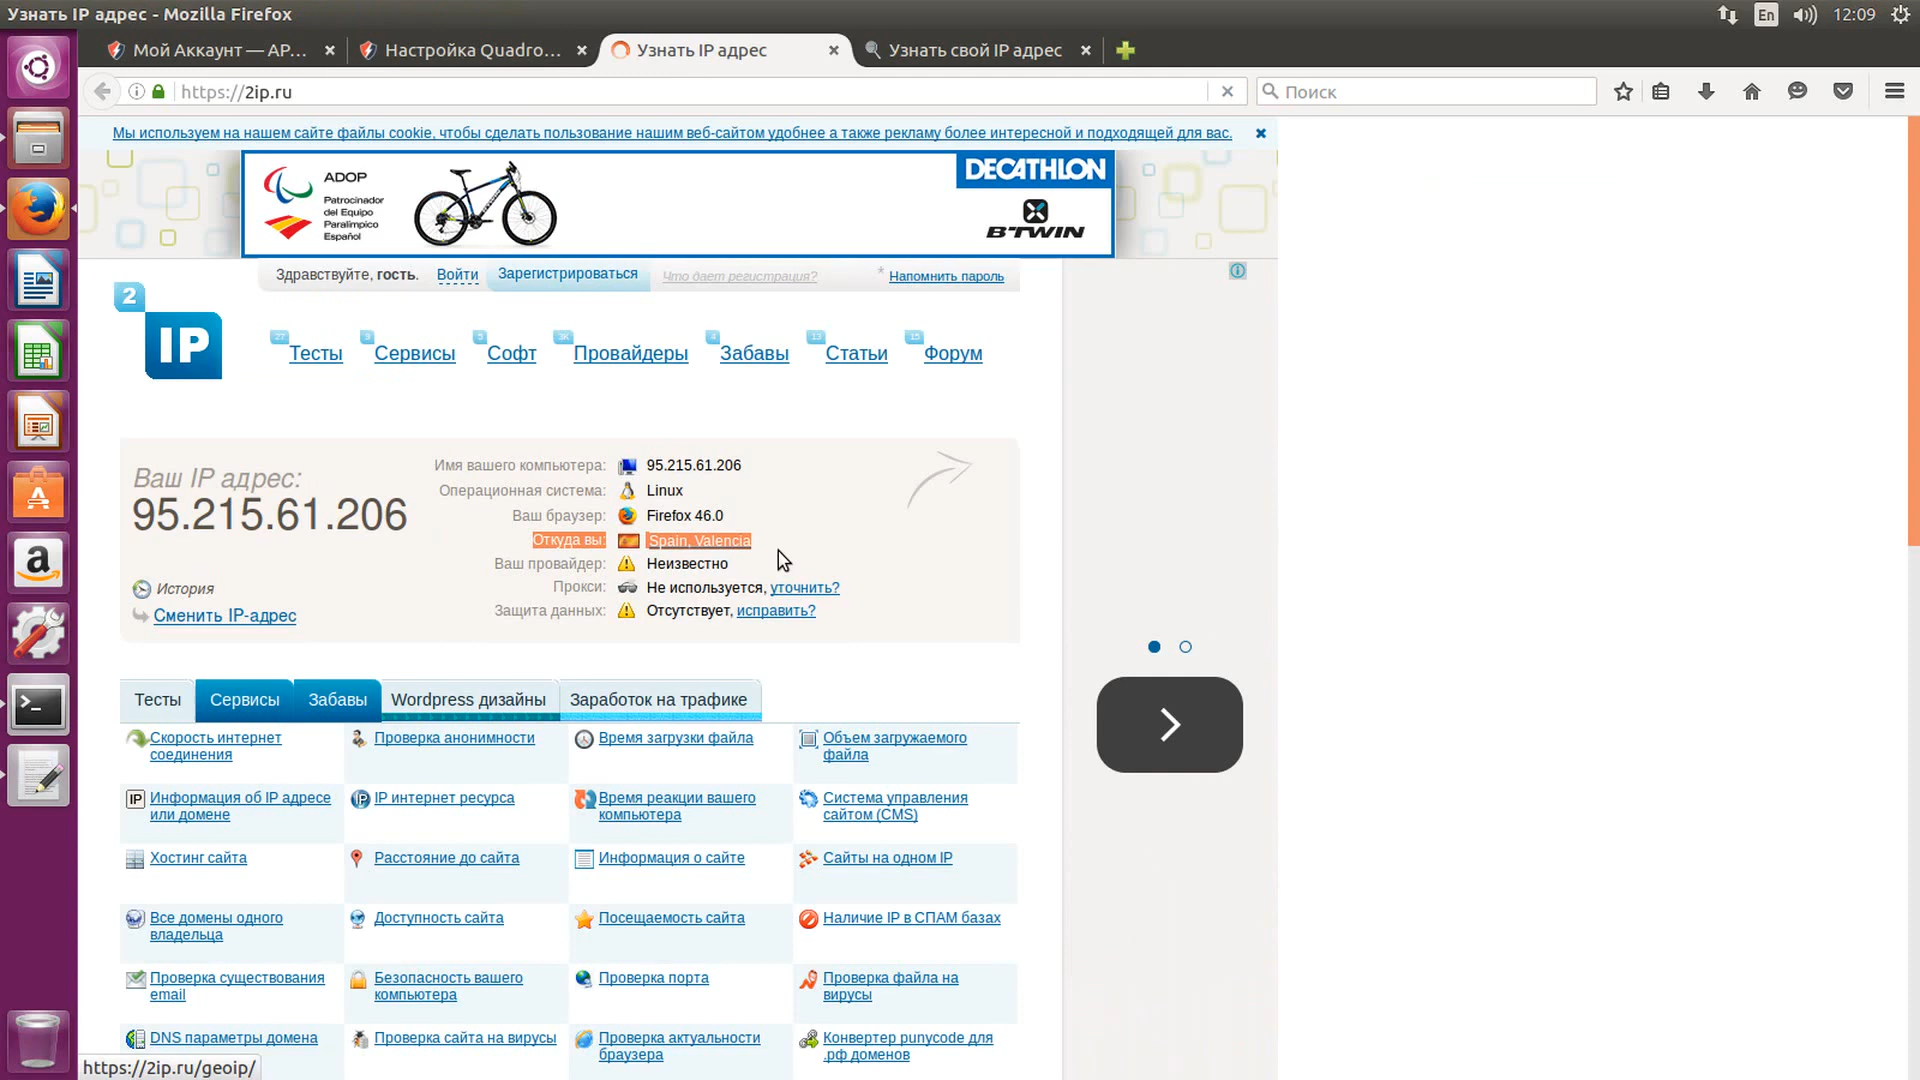 Узнать IP адрес - Mozilla Firefox
En
12:09
Мой Аккаунт — AP...
Настройка Quadro...
Узнать IP адрес
Узнать свой IP адрес
https://2ip.ru
Поиск
Мы используем на нашем сайте файлы cookie, чтобы сделать пользование нашим веб-сайтом удобнее а также рекламу более интересной и подходящей для вас.
ADOP
Patrocinador
del Equipo
Paralímpico
Español
DECATHLON
B'TWIN
Здравствуйте, гость.
Войти
Зарегистрироваться
Что дает регистрация?
* Напомнить пароль
2
IP
27
Тесты
9
Сервисы
5
Софт
3K
Провайдеры
4
Забавы
13
Статьи
15
Форум
Ваш IP адрес:
95.215.61.206
История
Сменить IP-адрес
Имя вашего компьютера: 95.215.61.206
Операционная система: Linux
Ваш браузер: Firefox 46.0
Откуда вы: Spain, Valencia
Ваш провайдер: Неизвестно
Прокси: Не используется, уточнить?
Защита данных: Отсутствует, исправить?
Тесты
Сервисы
Забавы
Wordpress дизайны
Заработок на трафике
Скорость интернет
соединения
Проверка анонимности
Время загрузки файла
Объем загружаемого
файла
IP
Информация об IP адресе
или домене
IP
IP интернет ресурса
Время реакции вашего
компьютера
Система управления
сайтом (CMS)
Хостинг сайта
Расстояние до сайта
Информация о сайте
Сайты на одном IP
Все домены одного
владельца
Доступность сайта
Посещаемость сайта
Наличие IP в СПАМ базах
Проверка существования
email
Безопасность вашего
компьютера
Проверка порта
Проверка файла на
вирусы
DNS параметры домена
Проверка сайта на вирусы
Проверка актуальности
браузера
Конвертер punycode для
.рф доменов
https://2ip.ru/geoip/